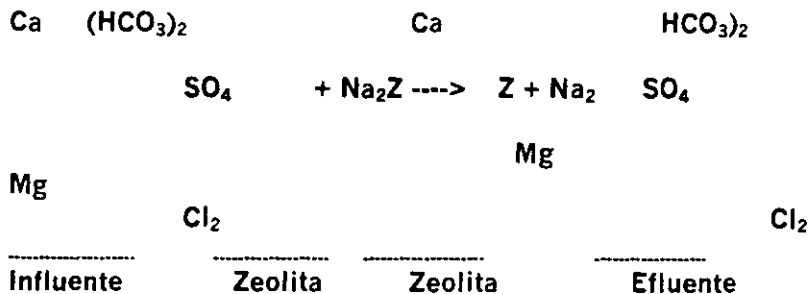 Ca (HCO₃)₂ Ca HCO₃)₂
SO₄ + Na₂Z ----> Z + Na₂ SO₄
Mg
Mg
Cl₂ Cl₂
Influente Zeolita Zeolita Efluente